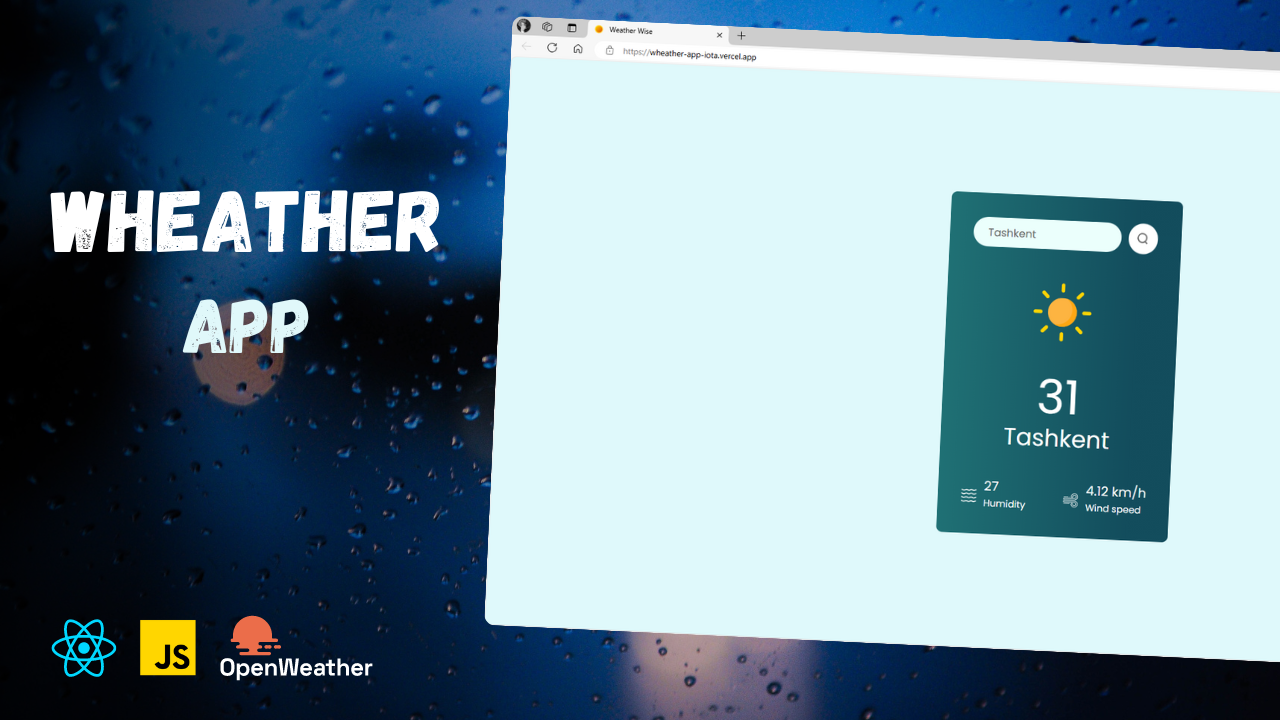 WHEATHER
APP
JS
OpenWeather
Weather Wise
https://wheather-app-iota.vercel.app
Tashkent
31
Tashkent
27
Humidity
4.12 km/h
Wind speed